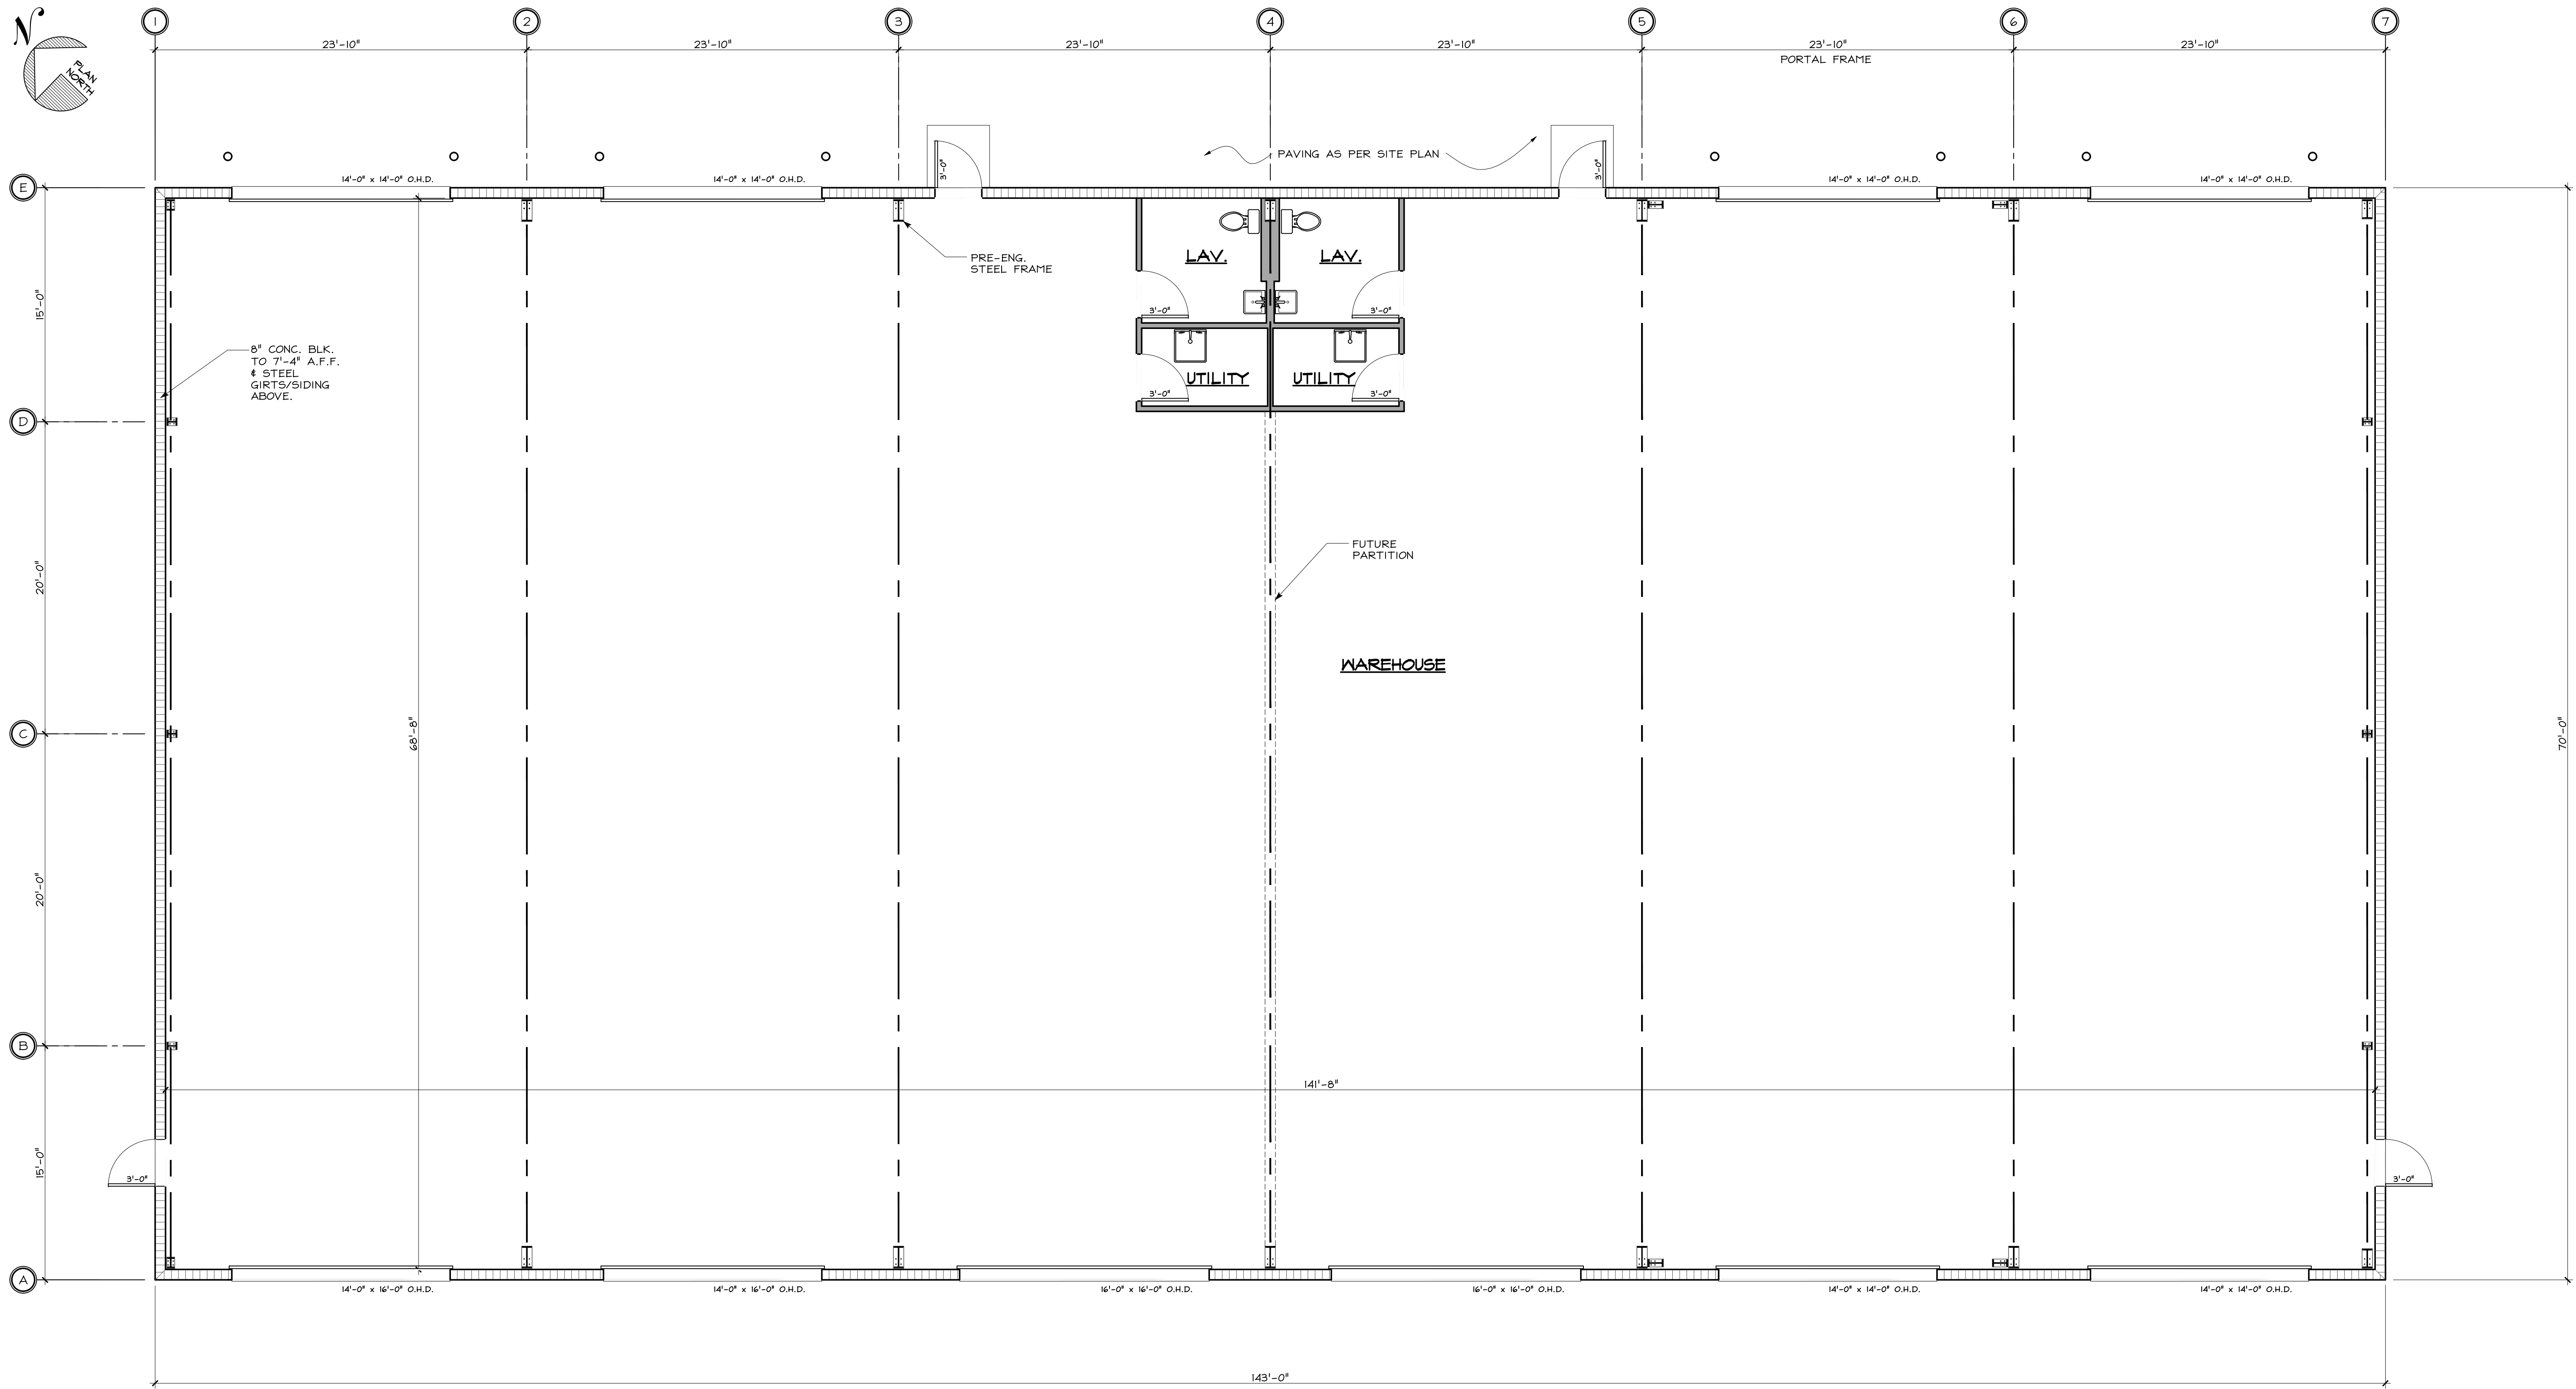 N
PLAN
NORTH
1 2 3 4 5 6 7
23'-10" 23'-10" 23'-10" 23'-10" 23'-10" 23'-10"
PORTAL FRAME
PAVING AS PER SITE PLAN
3'-0" 3'-0"
E
14'-0" x 14'-0" O.H.D. 14'-0" x 14'-0" O.H.D. 14'-0" x 14'-0" O.H.D. 14'-0" x 14'-0" O.H.D.
PRE-ENG.
STEEL FRAME
LAV. LAV.
15'-0"
3'-0" 3'-0"
8" CONC. BLK.
TO 7'-4" A.F.F.
& STEEL
GIRTS/SIDING
ABOVE.
UTILITY UTILITY
3'-0" 3'-0"
D
FUTURE
PARTITION
20'-0"
WAREHOUSE
C
68'-8"
70'-0"
20'-0"
B
141'-8"
15'-0"
3'-0" 3'-0"
A
14'-0" x 16'-0" O.H.D. 14'-0" x 16'-0" O.H.D. 16'-0" x 16'-0" O.H.D. 16'-0" x 16'-0" O.H.D. 14'-0" x 14'-0" O.H.D. 14'-0" x 14'-0" O.H.D.
143'-0"